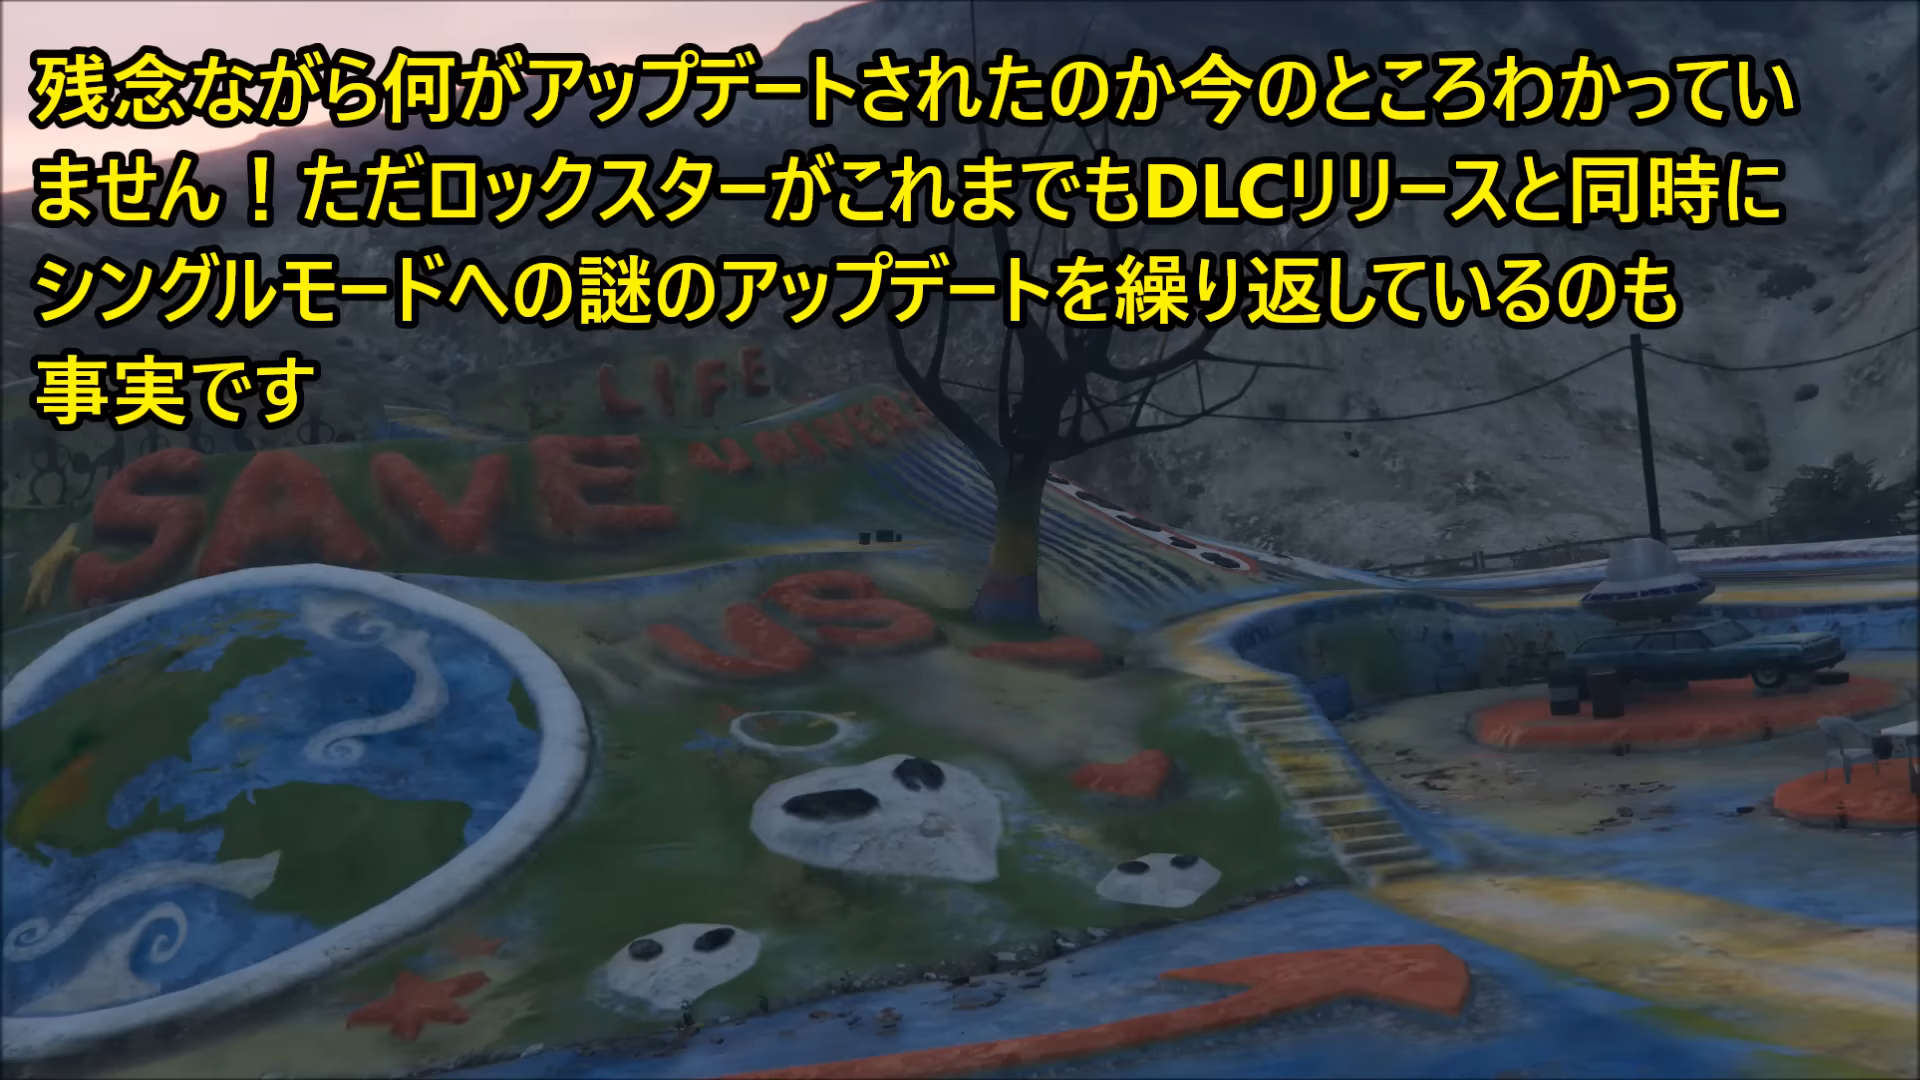 残念ながら何がアップデートされたのか今のところわかってい
ません！ただロックスターがこれまでもDLCリリースと同時に
シングルモードへの謎のアップデートを繰り返しているのも
事実です
LIFE
SAVE
US